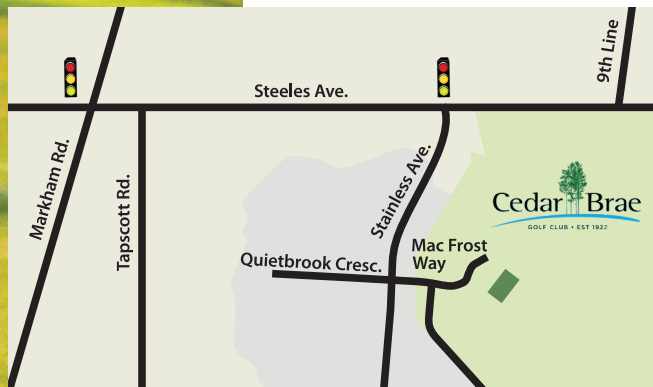 9th Line
Steeles Ave.
Markham Rd.
Tapscott Rd.
Stainless Ave.
Cedar Brae
GOLF CLUB • EST 1922
Mac Frost
Way
Quietbrook Cresc.